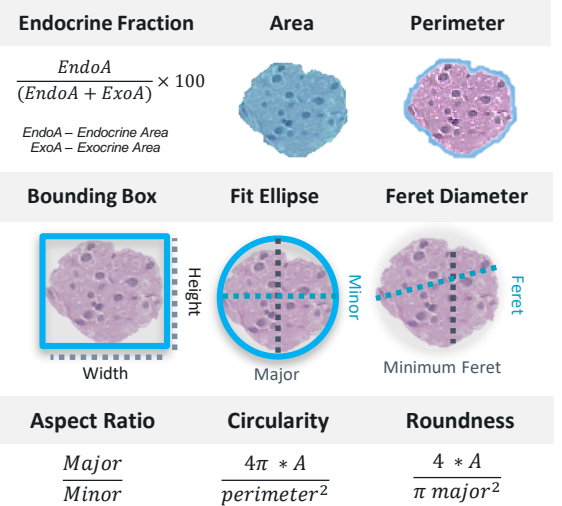 Endocrine Fraction
Area
Perimeter
EndoA
(EndoA + ExoA) × 100
EndoA – Endocrine Area
ExoA – Exocrine Area
Bounding Box
Fit Ellipse
Feret Diameter
Height
Width
Minor
Major
Feret
Minimum Feret
Aspect Ratio
Circularity
Roundness
Major
Minor
4π * A
perimeter²
4 * A
π major²